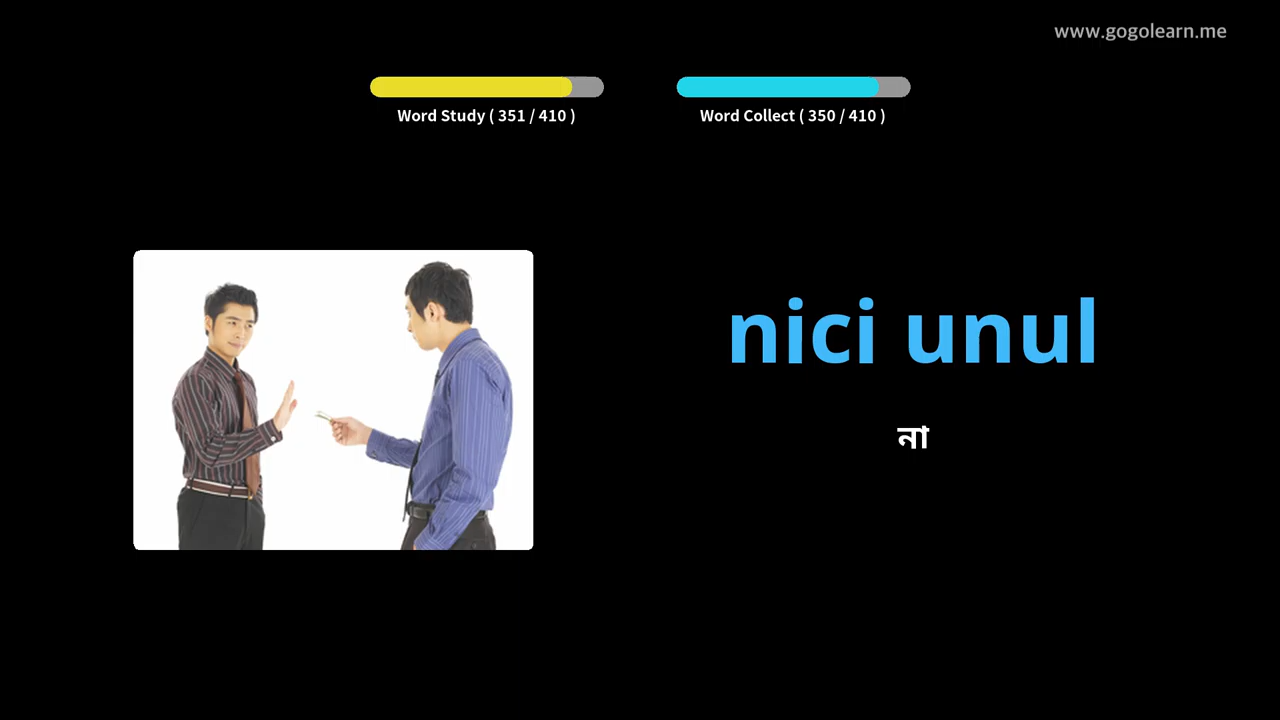 www.gogolearn.me
Word Study ( 351 / 410 )
Word Collect ( 350 / 410 )
nici unul
না